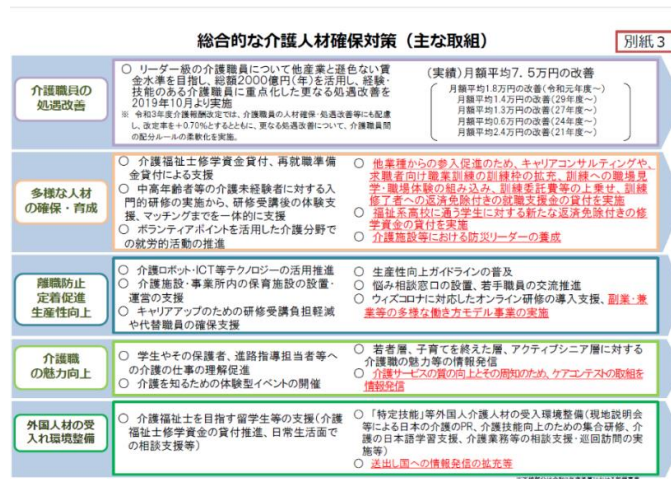 総合的な介護人材確保対策（主な取組）
別紙３
介護職員の
処遇改善
○ リーダー級の介護職員について他産業と遜色ない賃
金水準を目指し、総額2000億円（年）を活用し、経験・
技能のある介護職員に重点化した更なる処遇改善を
2019年10月より実施
※ 令和３年度介護報酬改定では、介護職員の人材確保・処遇改善等にも配慮
し、改定率を＋0.70％とするとともに、更なる処遇改善について、介護職員間
の配分ルールの柔軟化を実施。
（実績）月額平均7．5万円の改善
月額平均1.8万円の改善（令和元年度～）
月額平均1.4万円の改善（29年度～）
月額平均1.3万円の改善（27年度～）
月額平均0.6万円の改善（24年度～）
月額平均2.4万円の改善（21年度～）
多様な人材
の確保・育成
○ 介護福祉士修学資金貸付、再就職準備
金貸付による支援
○ 中高年齢者等の介護未経験者に対する入
門的研修の実施から、研修受講後の体験支
援、マッチングまでを一体的に支援
○ ボランティアポイントを活用した介護分野で
の就労的活動の推進
○ 他業種からの参入促進のため、キャリアコンサルティングや、
求職者向け職業訓練の訓練枠の拡充、訓練への職場見
学・職場体験の組み込み、訓練委託費等の上乗せ、訓練
修了者への返済免除付きの就職支援金の貸付を実施
○ 福祉系高校に通う学生に対する新たな返済免除付きの修
学資金の貸付を実施
○ 介護施設等における防災リーダーの養成
離職防止
定着促進
生産性向上
○ 介護ロボット・ICT等テクノロジーの活用推進
○ 介護施設・事業所内の保育施設の設置・
運営の支援
○ キャリアアップのための研修受講負担軽減
や代替職員の確保支援
○ 生産性向上ガイドラインの普及
○ 悩み相談窓口の設置、若手職員の交流推進
○ ウィズコロナに対応したオンライン研修の導入支援、副業・兼
業等の多様な働き方モデル事業の実施
介護職
の魅力向上
○ 学生やその保護者、進路指導担当者等へ
の介護の仕事の理解促進
○ 介護を知るための体験型イベントの開催
○ 若者層、子育てを終えた層、アクティブシニア層に対する介
護職の魅力等の情報発信
○ 介護サービスの質の向上とその周知のため、ケアコンテストの取組を
情報発信
外国人材の受
入れ環境整備
○ 介護福祉士を目指す留学生等の支援（介護
福祉士修学資金の貸付推進、日常生活面で
の相談支援等）
○ 「特定技能」等外国人介護人材の受入環境整備（現地説明会
等による日本の介護のPR、介護技能向上のための集合研修、介
護の日本語学習支援、介護業務等の相談支援・巡回訪問の実
施等）
○ 送出し国への情報発信の拡充等